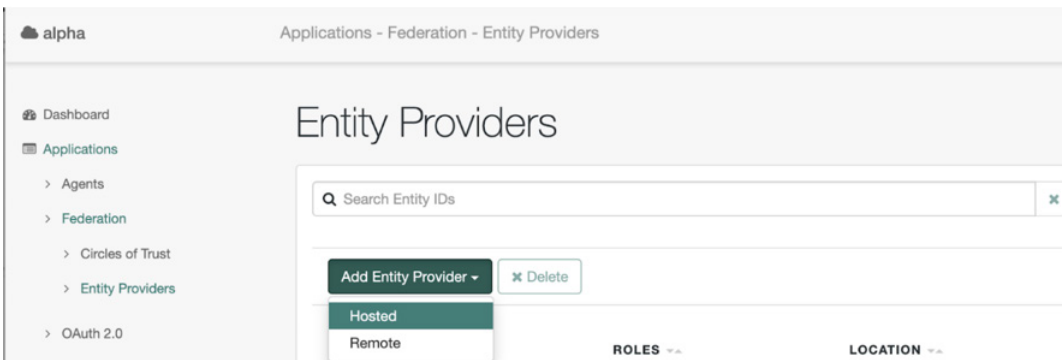 alpha
Applications - Federation - Entity Providers
Dashboard
Applications
Agents
Federation
Circles of Trust
Entity Providers
OAuth 2.0
Entity Providers
Search Entity IDs
Add Entity Provider
Delete
Hosted
Remote
ROLES
LOCATION